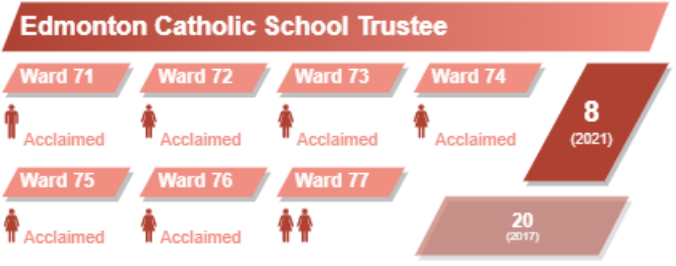 Edmonton Catholic School Trustee
Ward 71 Ward 72 Ward 73 Ward 74
Acclaimed Acclaimed Acclaimed Acclaimed
8
(2021)
Ward 75 Ward 76 Ward 77
Acclaimed Acclaimed
20
(2017)